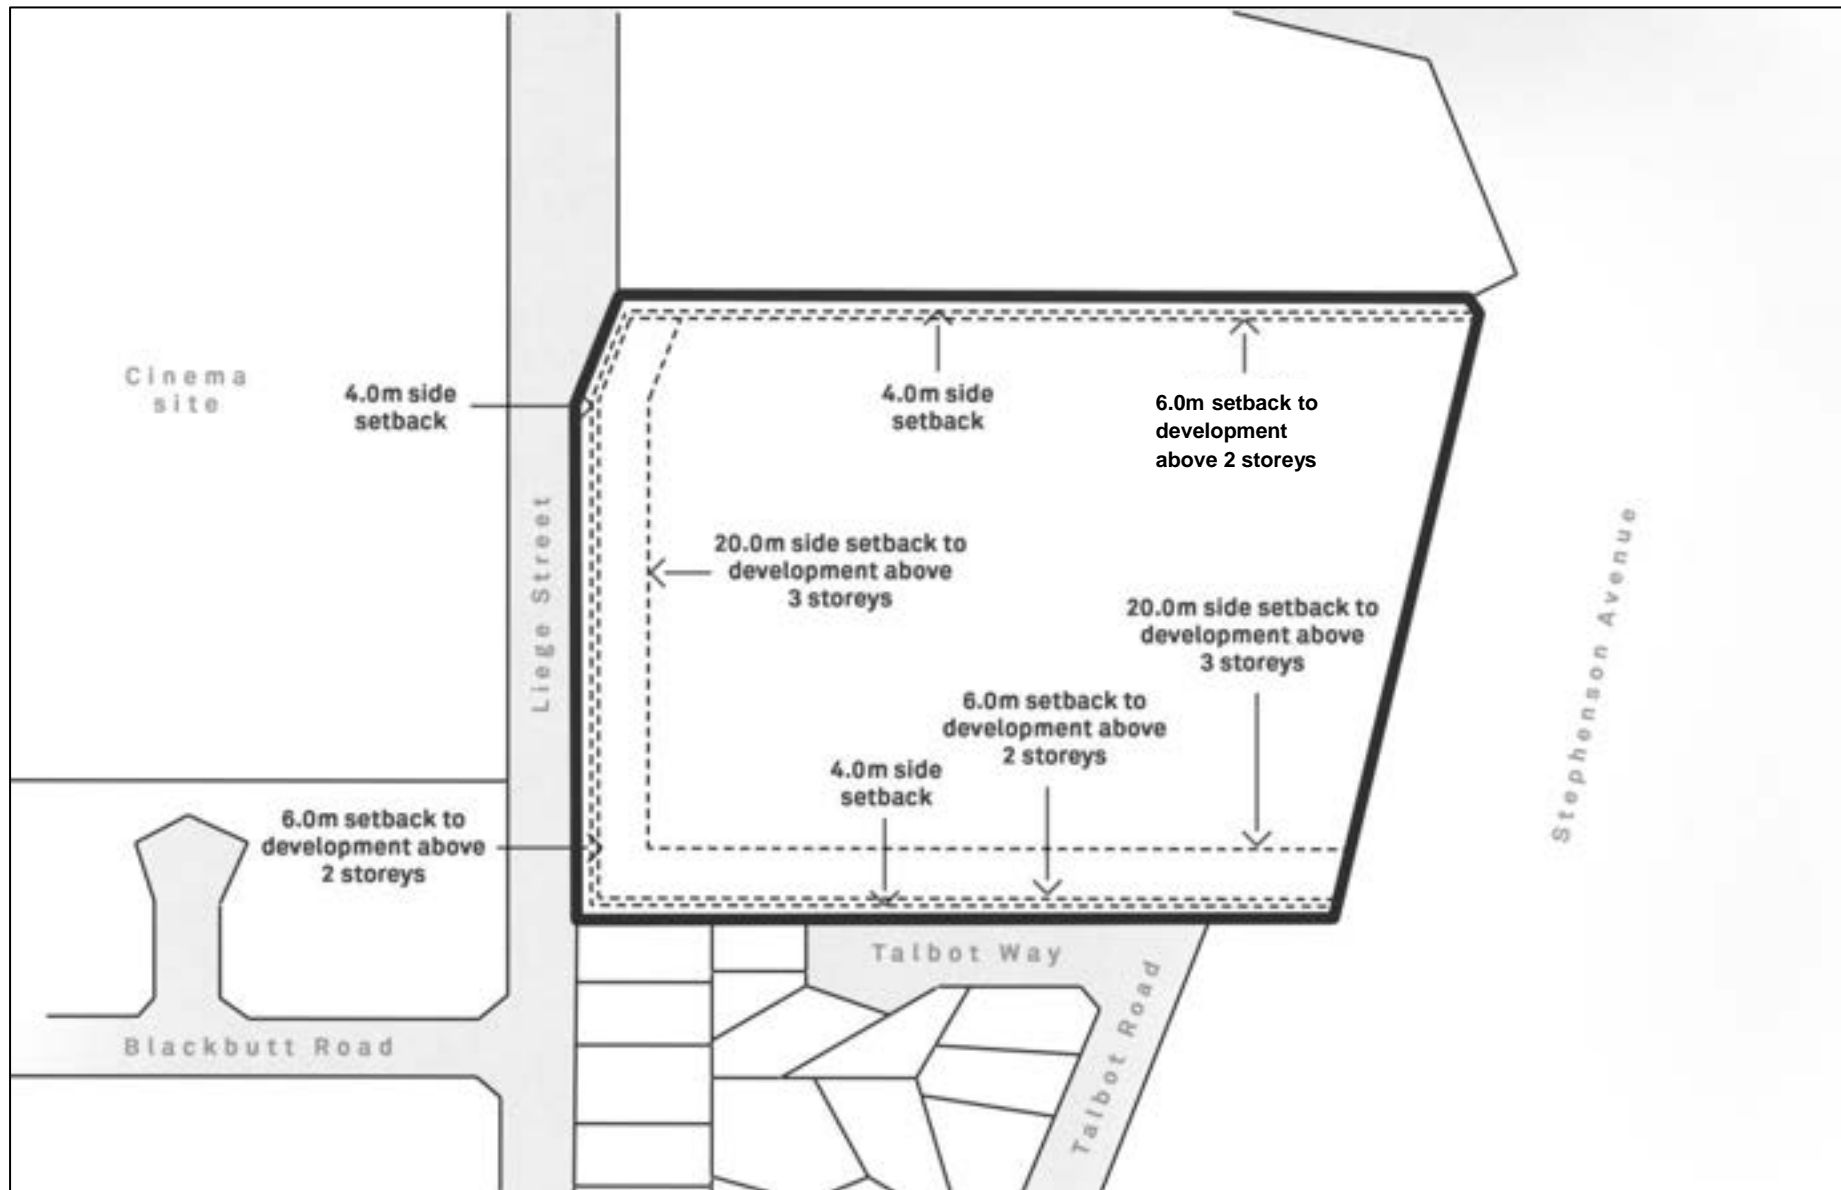 Cinema
site
4.0m side
setback
4.0m side
setback
6.0m setback to
development
above 2 storeys
Liege Street
20.0m side setback to
development above
3 storeys
Stephenson Avenue
20.0m side setback to
development above
3 storeys
6.0m setback to
development above
2 storeys
4.0m side
setback
6.0m setback to
development above
2 storeys
Talbot Way
Talbot Road
Blackbutt Road